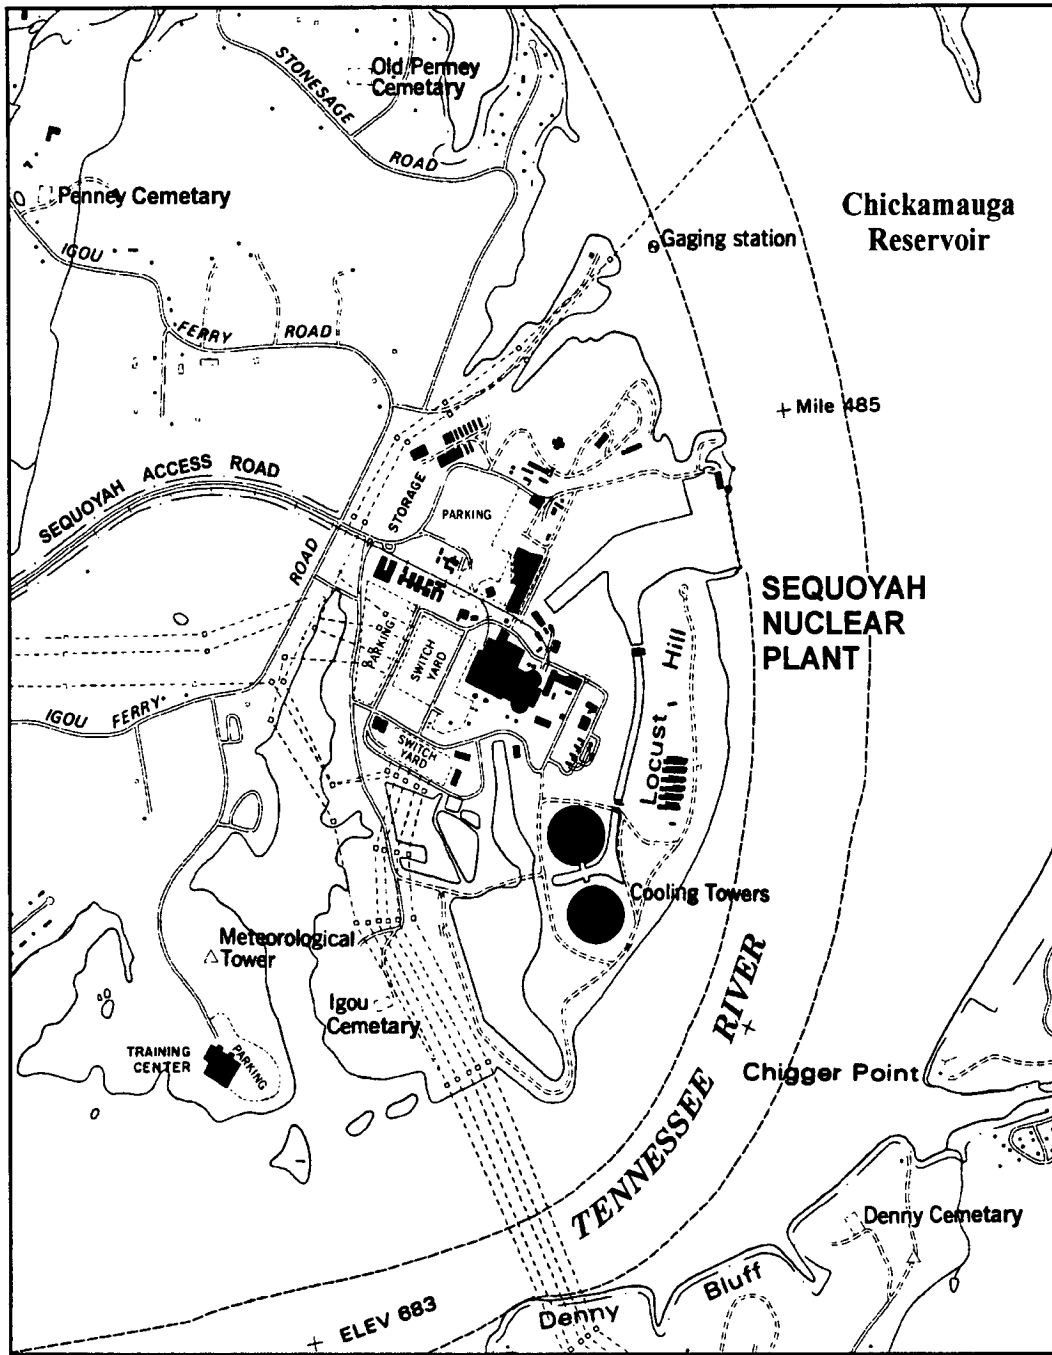 Old Penney
Cemetary
STONESAGE
ROAD
Penney Cemetary
Chickamauga
Reservoir
Gaging station
IGOU
FERRY
ROAD
Mile 485
SEQUOYAH ACCESS ROAD
STORAGE
PARKING
ROAD
SEQUOYAH
NUCLEAR
PLANT
PARKING
SWITCH
YARD
Locust Hill
IGOU FERRY
SWITCH
YARD
Cooling Towers
Meteorological
Tower
Igou
Cemetary
TENNESSEE RIVER
TRAINING
CENTER
PARKING
Chigger Point
Denny Cemetary
Denny Bluff
ELEV 683